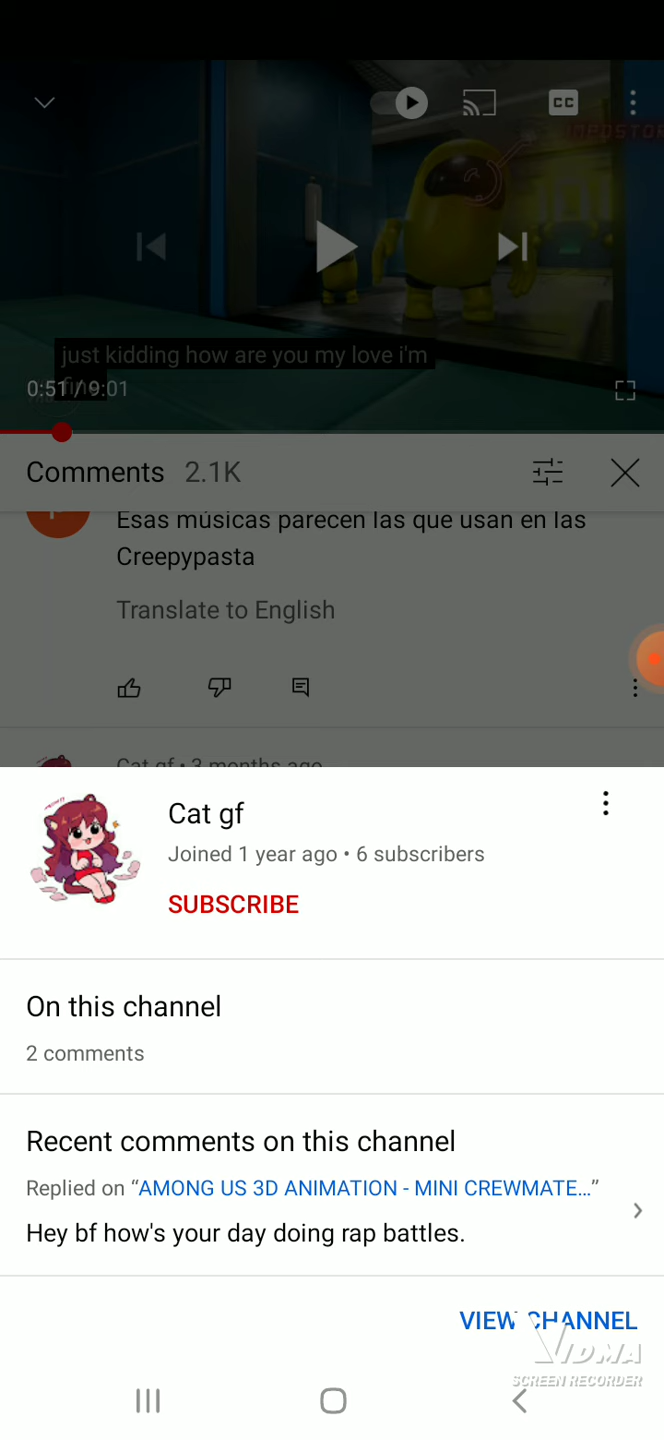 CC
IMPOSTOR
just kidding how are you my love i'm
0:51 / 9:01
Comments 2.1K
Esas músicas parecen las que usan en las
Creepypasta
Translate to English
Cat gf • 3 months ago
Cat gf
Joined 1 year ago • 6 subscribers
SUBSCRIBE
On this channel
2 comments
Recent comments on this channel
Replied on “AMONG US 3D ANIMATION - MINI CREWMATE…”
Hey bf how's your day doing rap battles.
VIEW CHANNEL
VIDMA
SCREEN RECORDER